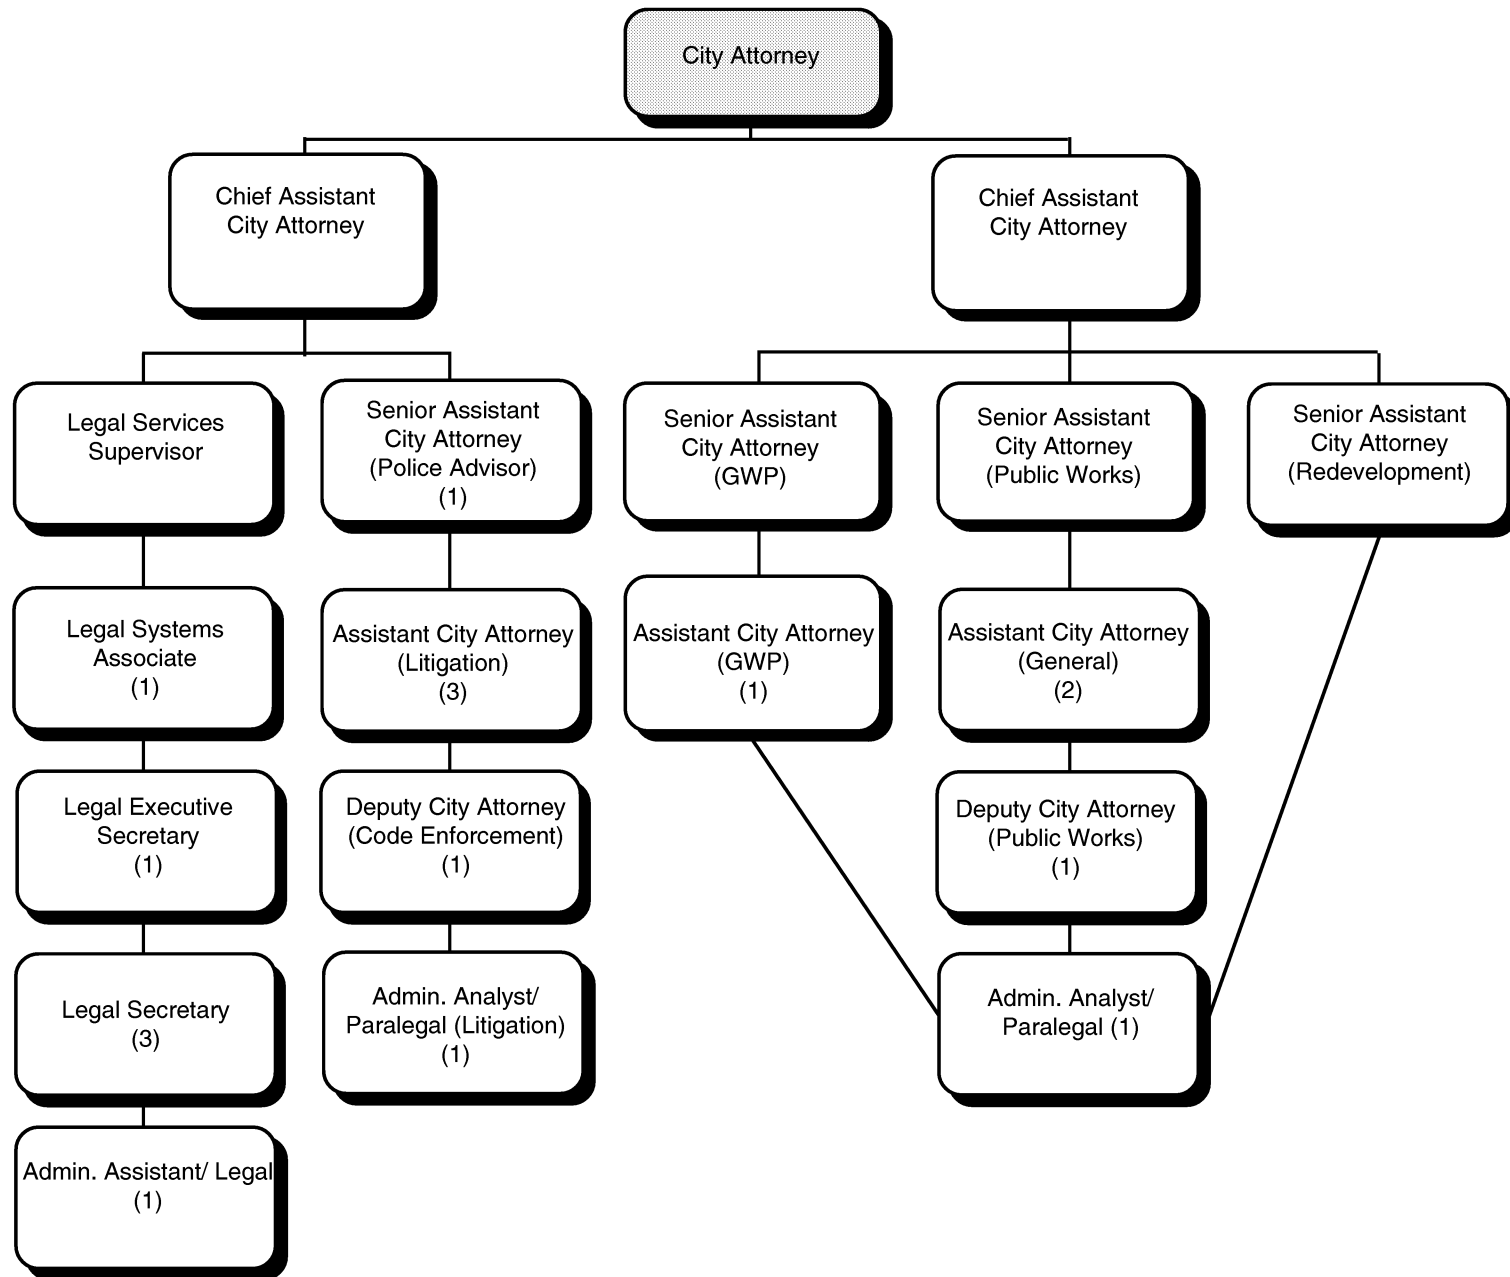 City Attorney
Chief Assistant
City Attorney
Chief Assistant
City Attorney
Legal Services
Supervisor
Senior Assistant
City Attorney
(Police Advisor)
(1)
Senior Assistant
City Attorney
(GWP)
Senior Assistant
City Attorney
(Public Works)
Senior Assistant
City Attorney
(Redevelopment)
Legal Systems
Associate
(1)
Assistant City Attorney
(Litigation)
(3)
Assistant City Attorney
(GWP)
(1)
Assistant City Attorney
(General)
(2)
Legal Executive
Secretary
(1)
Deputy City Attorney
(Code Enforcement)
(1)
Deputy City Attorney
(Public Works)
(1)
Legal Secretary
(3)
Admin. Analyst/
Paralegal (Litigation)
(1)
Admin. Analyst/
Paralegal (1)
Admin. Assistant/ Legal
(1)